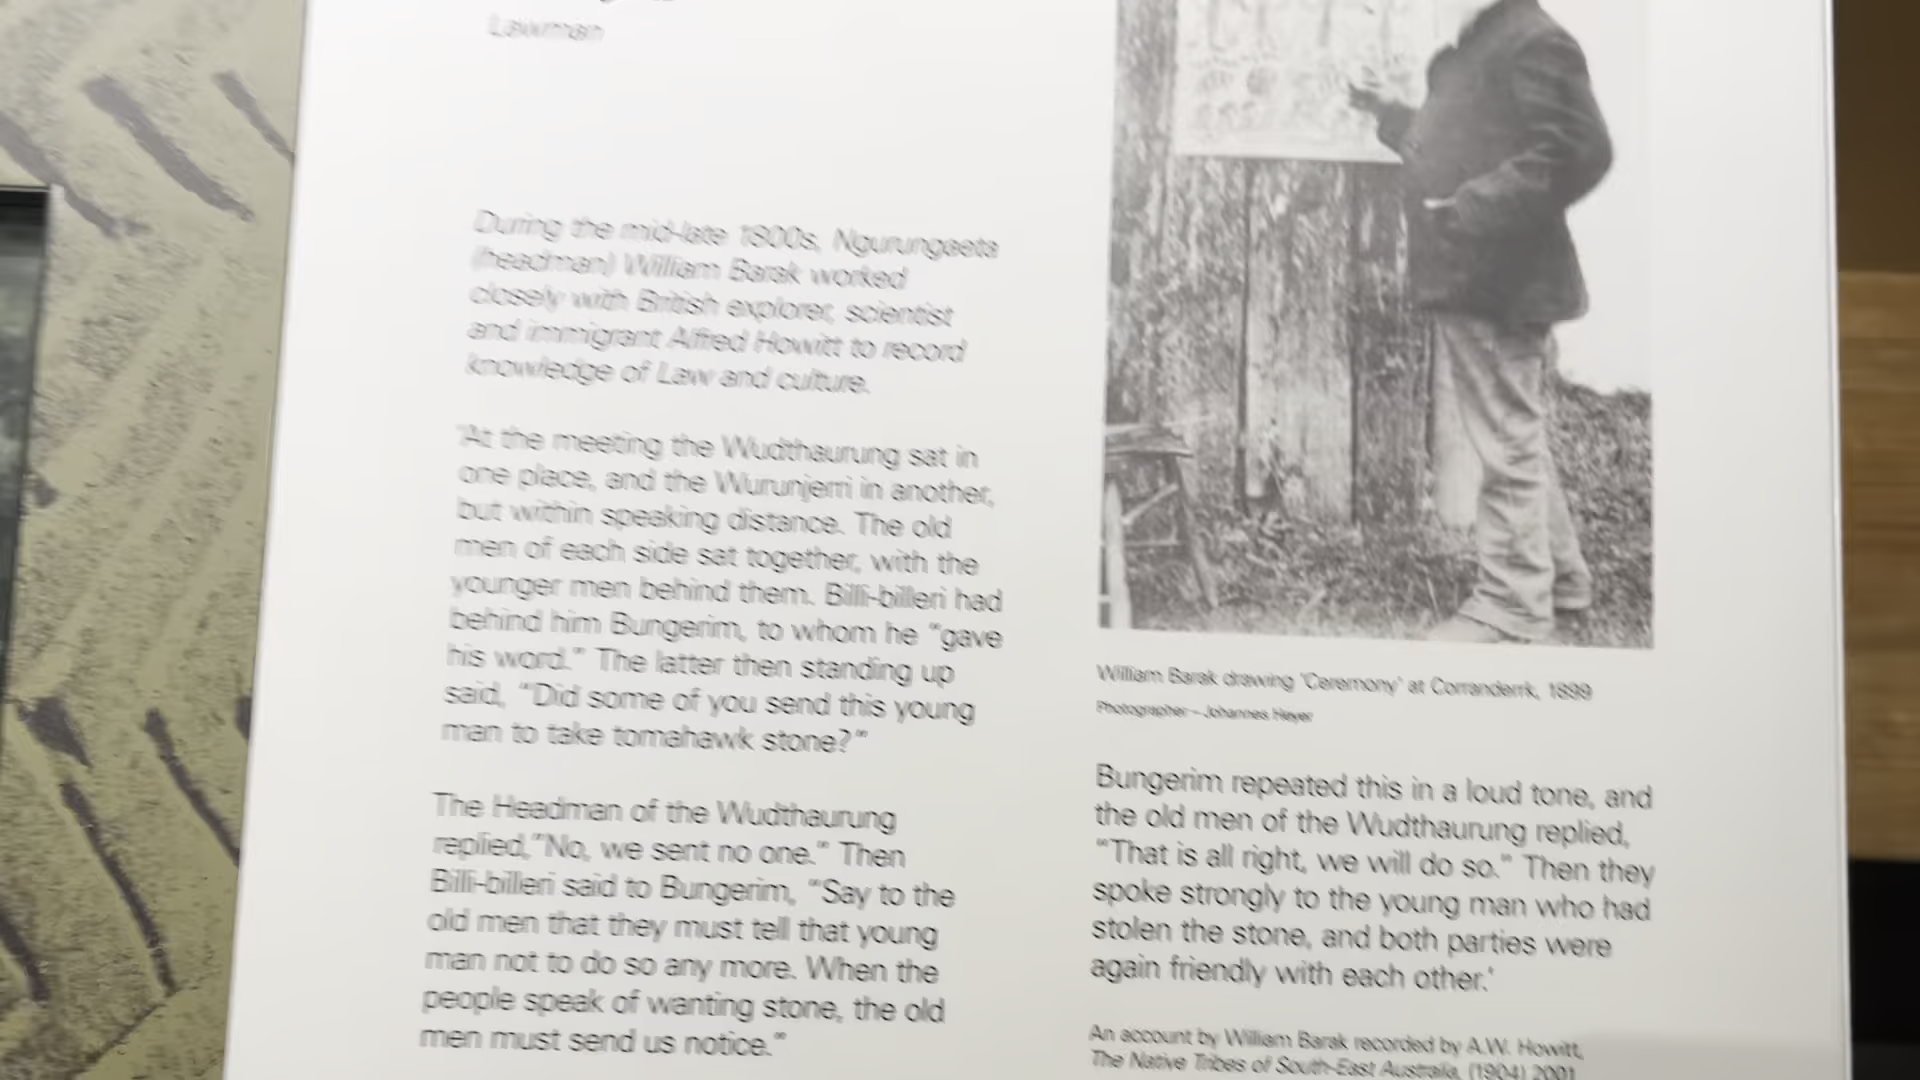 Lawman
During the mid-late 1800s, Ngurungaeta
(headman) William Barak worked
closely with British explorer, scientist
and immigrant Alfred Howitt to record
knowledge of Law and culture.
'At the meeting the Wudthaurung sat in
one place, and the Wurunjerri in another,
but within speaking distance. The old
men of each side sat together, with the
younger men behind them. Billi-billeri had
behind him Bungerim, to whom he “gave
his word.” The latter then standing up
said, “Did some of you send this young
man to take tomahawk stone?”
The Headman of the Wudthaurung
replied,”No, we sent no one.” Then
Billi-billeri said to Bungerim, “Say to the
old men that they must tell that young
man not to do so any more. When the
people speak of wanting stone, the old
men must send us notice.”
William Barak drawing 'Ceremony' at Corranderrk, 1899
Photographer – Johannes Heyer
Bungerim repeated this in a loud tone, and
the old men of the Wudthaurung replied,
“That is all right, we will do so.” Then they
spoke strongly to the young man who had
stolen the stone, and both parties were
again friendly with each other.'
An account by William Barak recorded by A.W. Howitt,
The Native Tribes of South-East Australia, (1904) 2001